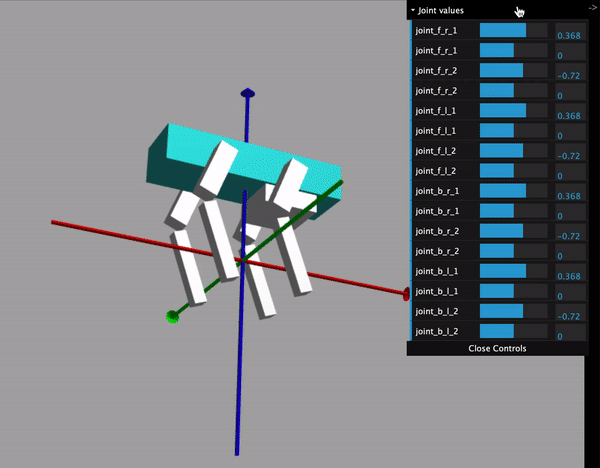 ->
Joint values
joint_f_r_1 0.368
joint_f_r_1 0
joint_f_r_2 -0.72
joint_f_r_2 0
joint_f_l_1 0.368
joint_f_l_1 0
joint_f_l_2 -0.72
joint_f_l_2 0
joint_b_r_1 0.368
joint_b_r_1 0
joint_b_r_2 -0.72
joint_b_r_2 0
joint_b_l_1 0.368
joint_b_l_1 0
joint_b_l_2 -0.72
joint_b_l_2 0
Close Controls